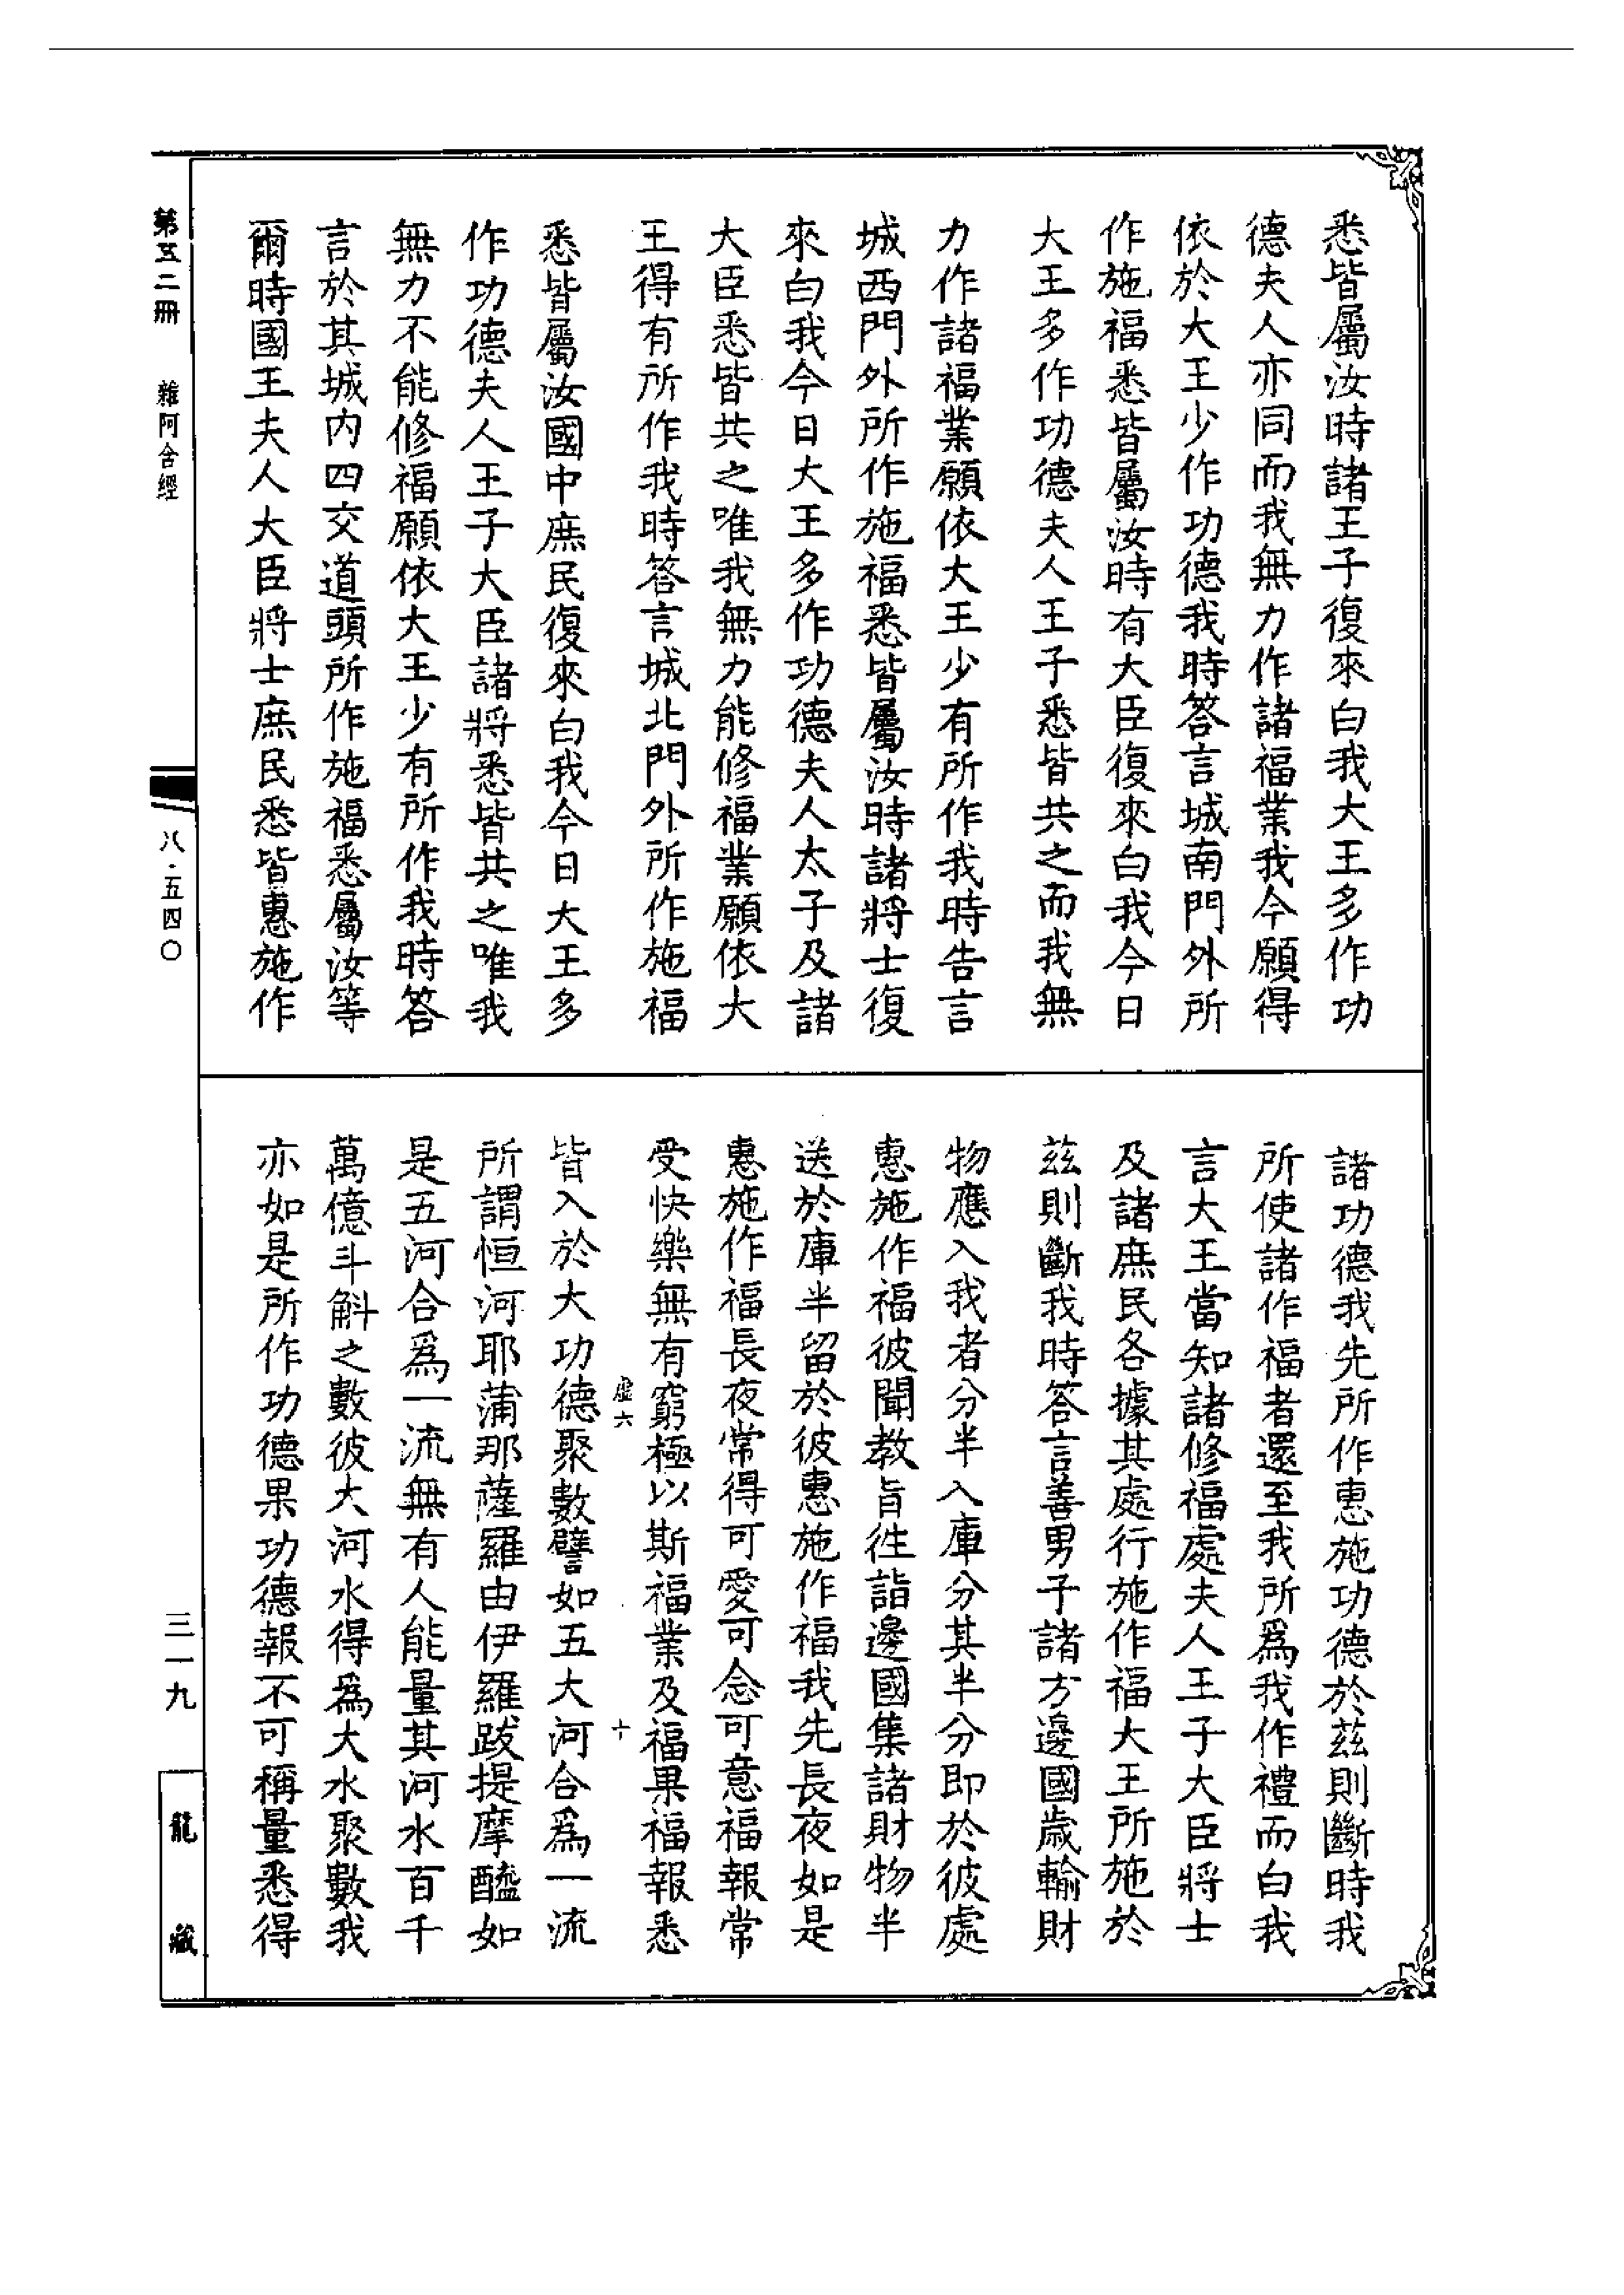 悉皆屬汝時諸王子復來白我大王多作功
德夫人亦同而我無力作諸福業我今願得
依於大王少作功德我時答言城南門外所
作施福悉皆屬汝時有大臣復來白我今日
大王多作功德夫人王子悉皆共之而我無
力作諸福業願依大王少有所作我時告言
城西門外所作施福悉皆屬汝時諸將士復
來白我今日大王多作功德夫人太子及諸
大臣悉皆共之唯我無力能修福業願依大
王得有所作我時答言城北門外所作施福
悉皆屬汝國中庶民復來白我今日大王多
作功德夫人王子大臣諸將悉皆共之唯我
無力不能修福願依大王少有所作我時答
言於其城內四交道頭所作施福悉屬汝等
爾時國王夫人大臣將士庶民悉皆惠施作
諸功德我先所作惠施功德於茲則斷時我
所使諸作福者還至我所爲我作禮而白我
言大王當知諸修福處夫人王子大臣將士
及諸庶民各據其處行施作福大王所施於
茲則斷我時答言善男子諸方邊國歲輸財
物應入我者分半入庫分其半分即於彼處
惠施作福彼聞教旨往詣邊國集諸財物半
送於庫半留於彼惠施作福我先長夜如是
惠施作福長夜常得可愛可念可意福報常
受快樂無有窮極以斯福業及福果福報悉
虛六 十
皆入於大功德聚數譬如五大河合爲一流
所謂恒河耶蒲那薩羅由伊羅跋提摩醯如
是五河合爲一流無有人能量其河水百千
萬億斗斛之數彼大河水得爲大水聚數我
亦如是所作功德果功德報不可稱量悉得
第五二冊 雜阿含經
八·五四〇
三一九
龍藏